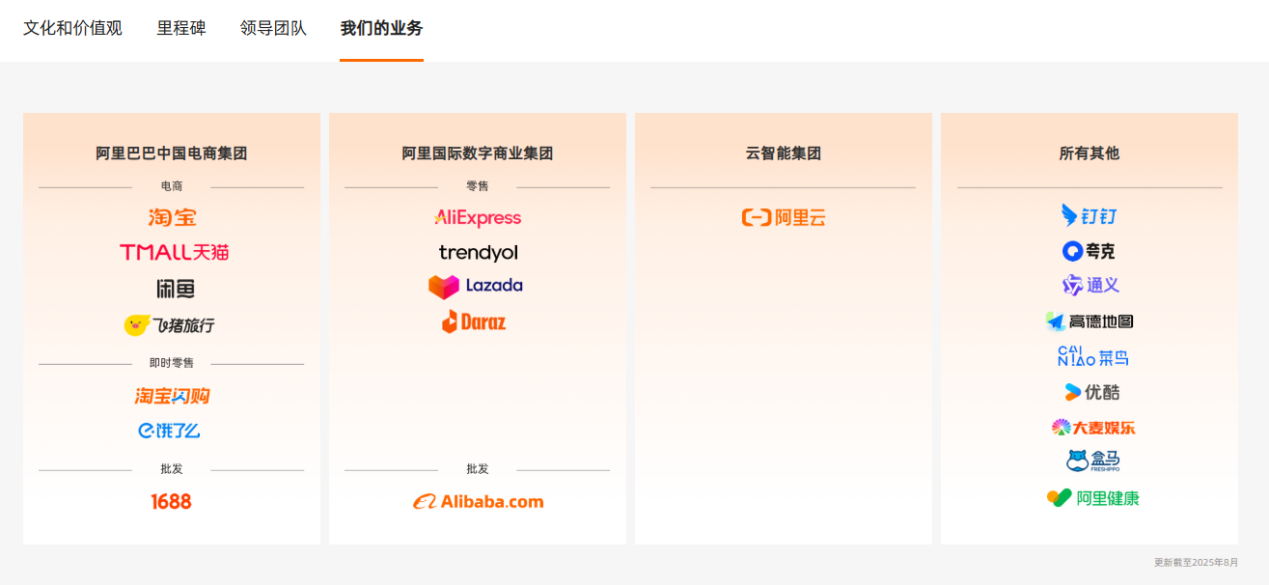 文化和价值观 里程碑 领导团队 我们的业务
阿里巴巴中国电商集团
电商
淘宝
TMALL天猫
闲鱼
飞猪旅行
即时零售
淘宝闪购
饿了么
批发
1688
阿里国际数字商业集团
零售
AliExpress
trendyol
Lazada
Daraz
批发
Alibaba.com
云智能集团
阿里云
所有其他
钉钉
夸克
通义
高德地图
CAI NIAO 菜鸟
优酷
大麦娱乐
盒马
FRESHIPPO
阿里健康
更新截至2025年8月